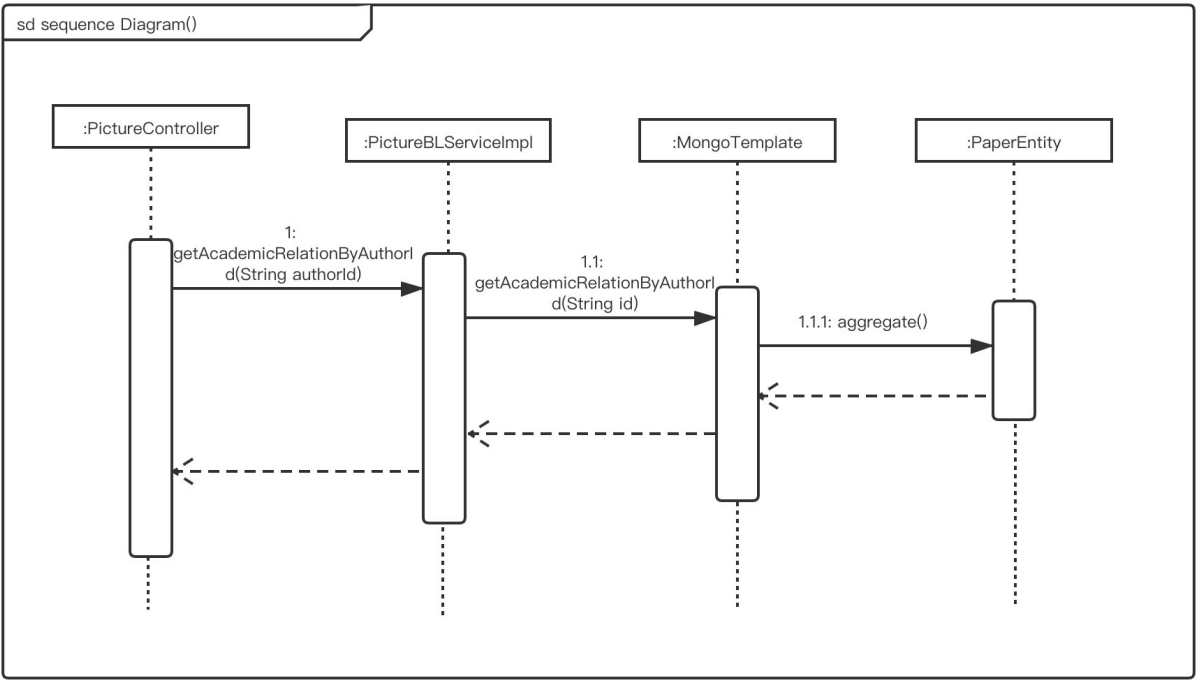 sd sequence Diagram()
:PictureController
:PictureBLServiceImpl
:MongoTemplate
:PaperEntity
1:
getAcademicRelationByAuthorI
d(String authorId)
1.1:
getAcademicRelationByAuthorI
d(String id)
1.1.1: aggregate()